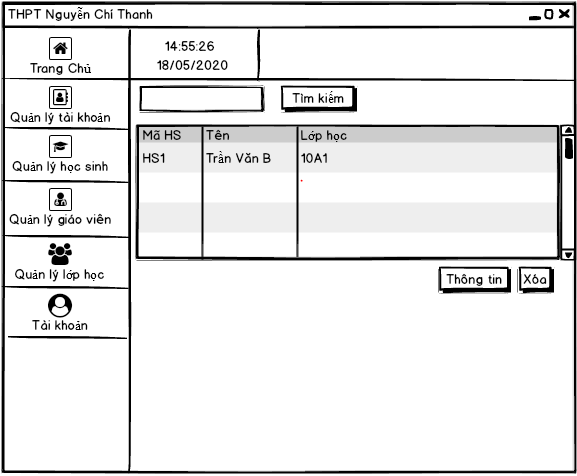 THPT Nguyễn Chí Thanh
Trang Chủ
14:55:26
18/05/2020
Quản lý tài khoản
Tìm kiếm
Quản lý học sinh
Mã HS Tên Lớp học
HS1 Trần Văn B 10A1
Quản lý giáo viên
Quản lý lớp học
Thông tin Xóa
Tài khoản